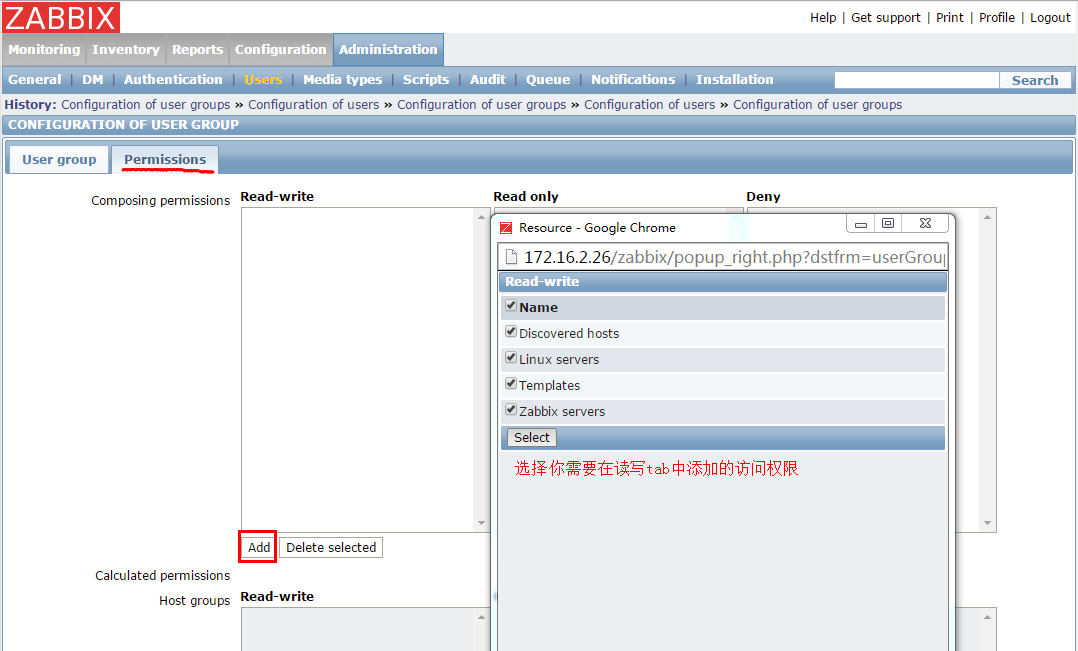 ZABBIX
Help | Get support | Print | Profile | Logout
Monitoring Inventory Reports Configuration Administration
General | DM | Authentication | Users | Media types | Scripts | Audit | Queue | Notifications | Installation Search
History: Configuration of user groups » Configuration of users » Configuration of user groups » Configuration of users » Configuration of user groups
CONFIGURATION OF USER GROUP
User group Permissions
Composing permissions Read-write Read only Deny
Resource - Google Chrome
172.16.2.26/zabbix/popup_right.php?dstfrm=userGrou
Read-write
Name
Discovered hosts
Linux servers
Templates
Zabbix servers
Select
选择你需要在读写tab中添加的访问权限
Add Delete selected
Calculated permissions
Host groups Read-write